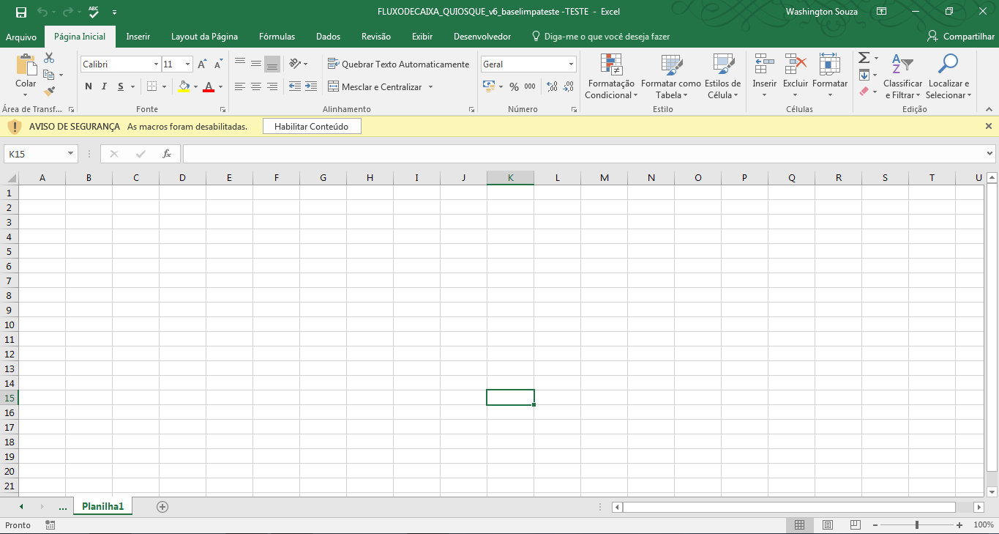 ABC
FLUXODECAIXA_QUIOSQUE_v6_baselimpateste -TESTE - Excel
Washington Souza
Arquivo Página Inicial Inserir Layout da Página Fórmulas Dados Revisão Exibir Desenvolvedor Diga-me o que você deseja fazer Compartilhar
Colar
Calibri 11 A A
N I S A
Quebrar Texto Automaticamente
Mesclar e Centralizar
Geral
% 000 ,00 ,00
Formatação Condicional
Formatar como Tabela
Estilos de Célula
Inserir Excluir Formatar
Classificar e Filtrar
Localizar e Selecionar
Área de Transf... Fonte Alinhamento Número Estilo Células Edição
AVISO DE SEGURANÇA As macros foram desabilitadas. Habilitar Conteúdo
K15 fx
A B C D E F G H I J K L M N O P Q R S T U
1
2
3
4
5
6
7
8
9
10
11
12
13
14
15
16
17
18
19
20
21
... Planilha1
Pronto 100%